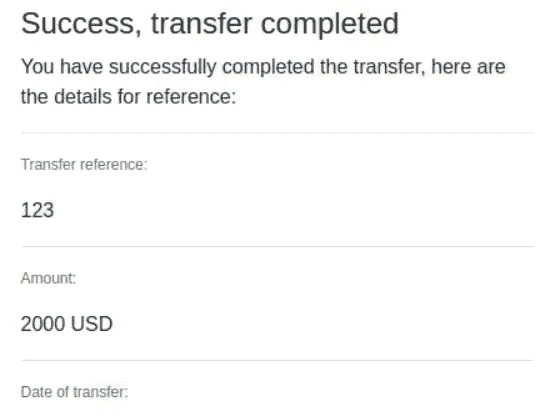 Success, transfer completed
You have successfully completed the transfer, here are
the details for reference:
Transfer reference:
123
Amount:
2000 USD
Date of transfer: